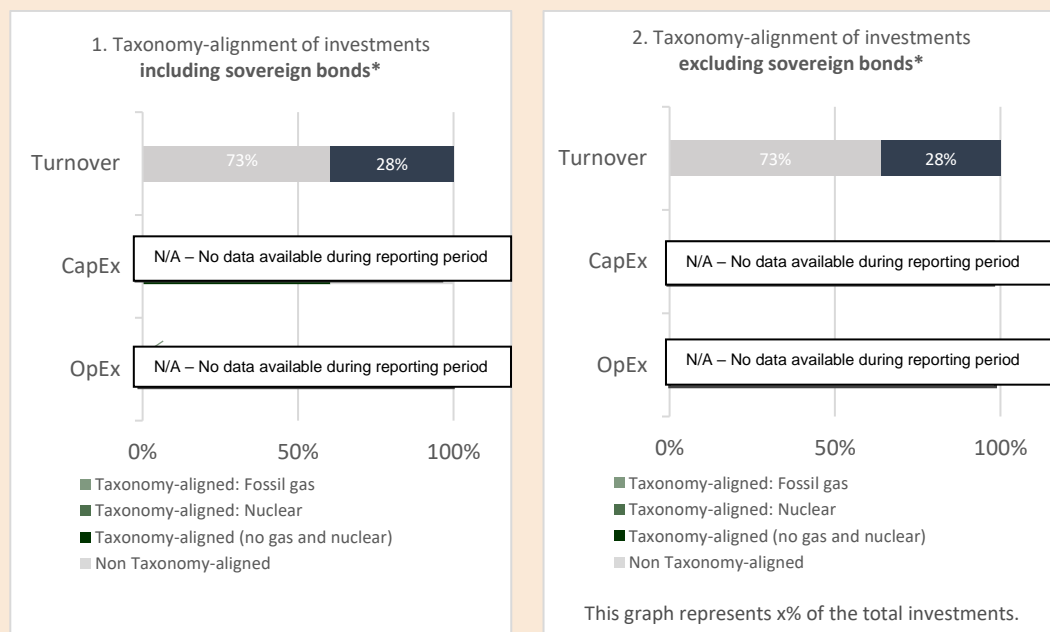 1. Taxonomy-alignment of investments
including sovereign bonds*
Turnover
73%
28%
CapEx
N/A – No data available during reporting period
OpEx
N/A – No data available during reporting period
0%
50%
100%
Taxonomy-aligned: Fossil gas
Taxonomy-aligned: Nuclear
Taxonomy-aligned (no gas and nuclear)
Non Taxonomy-aligned
2. Taxonomy-alignment of investments
excluding sovereign bonds*
Turnover
73%
28%
CapEx
N/A – No data available during reporting period
OpEx
N/A – No data available during reporting period
0%
50%
100%
Taxonomy-aligned: Fossil gas
Taxonomy-aligned: Nuclear
Taxonomy-aligned (no gas and nuclear)
Non Taxonomy-aligned
This graph represents x% of the total investments.